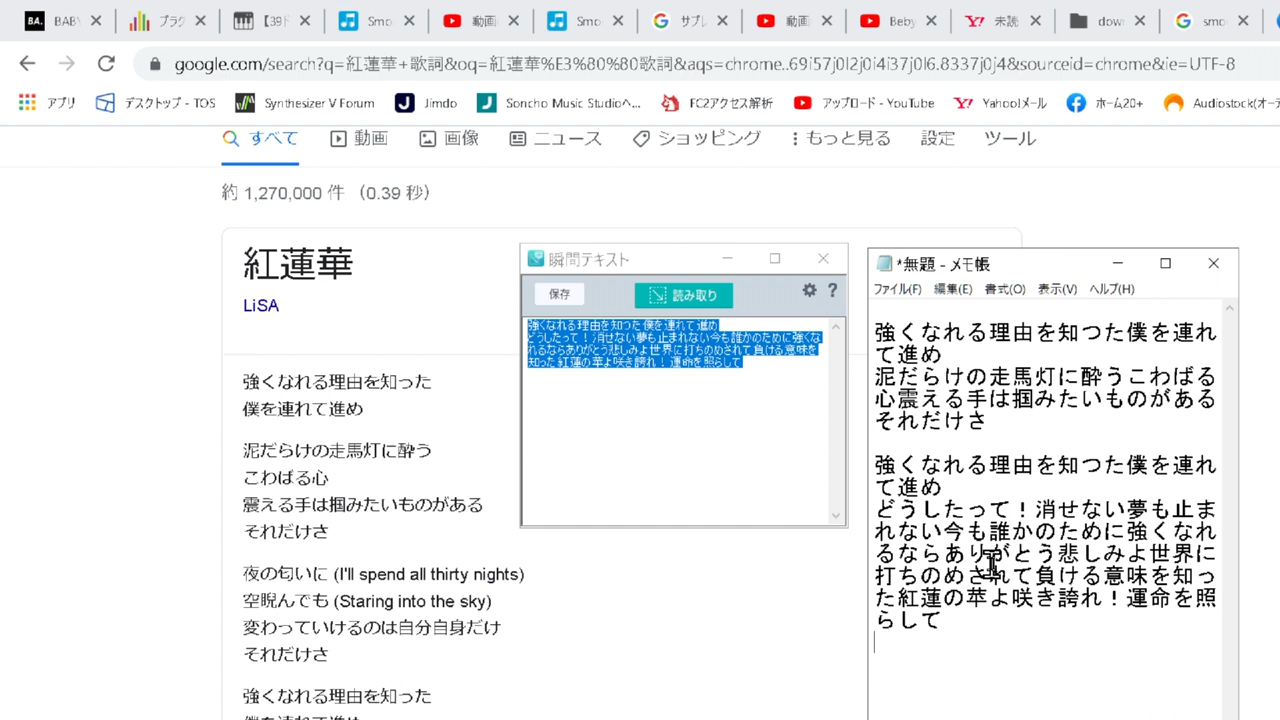 BA.
BABY
プラク
【39ド
Smo
動画
Smo
サプレ
動画
Beby
未読
dow
smo
google.com/search?q=紅蓮華+歌詞&oq=紅蓮華%E3%80%80歌詞&aqs=chrome..69i57j0l2j0j4i37j0l6.8337j0j4&sourceid=chrome&ie=UTF-8
アプリ
デスクトップ - TOS
Synthesizer V Forum
Jimdo
Soncho Music Studioへ...
FC2アクセス解析
アップロード - YouTube
Yahoo!メール
ホーム20+
Audiostock(オーデ
すべて
動画
画像
ニュース
ショッピング
もっと見る
設定
ツール
約 1,270,000 件 (0.39 秒)
紅蓮華
LiSA
強くなれる理由を知った
僕を連れて進め
泥だらけの走馬灯に酔う
こわばる心
震える手は掴みたいものがある
それだけさ
夜の匂いに (I'll spend all thirty nights)
空睨んでも (Staring into the sky)
変わっていけるのは自分自身だけ
それだけさ
強くなれる理由を知った
僕を連れて進め
瞬間テキスト
保存
読み取り
?
強くなれる理由を知つた僕を連れて進め
どうしたって！消せない夢も止まれない今も誰かのために強くな
れるならありがとう悲しみよ世界に打ちのめされて負ける意味を
知った紅蓮の苹よ咲き誇れ！運命を照らして
*無題 - メモ帳
ファイル(F)
編集(E)
書式(O)
表示(V)
ヘルプ(H)
強くなれる理由を知つた僕を連れ
て進め
泥だらけの走馬灯に酔うこわばる
心震える手は掴みたいものがある
それだけさ
強くなれる理由を知つた僕を連れ
て進め
どうしたって！消せない夢も止ま
れない今も誰かのために強くなれ
るならありがとう悲しみよ世界に
打ちのめされて負ける意味を知っ
た紅蓮の苹よ咲き誇れ！運命を照
らして